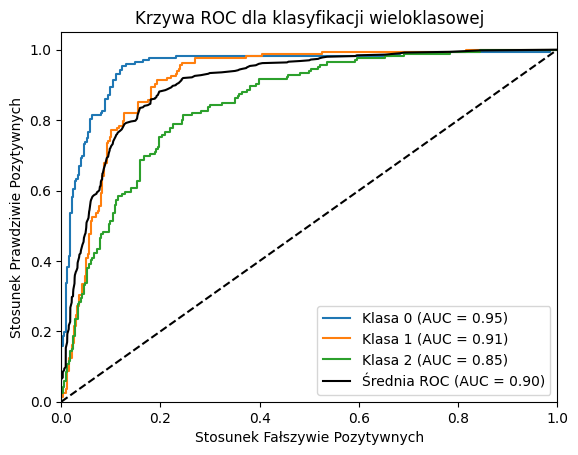 Krzywa ROC dla klasyfikacji wieloklasowej
Stosunek Prawdziwie Pozytywnych
1.0
0.8
0.6
0.4
0.2
0.0
0.0 0.2 0.4 0.6 0.8 1.0
Stosunek Fałszywie Pozytywnych
Klasa 0 (AUC = 0.95)
Klasa 1 (AUC = 0.91)
Klasa 2 (AUC = 0.85)
Średnia ROC (AUC = 0.90)